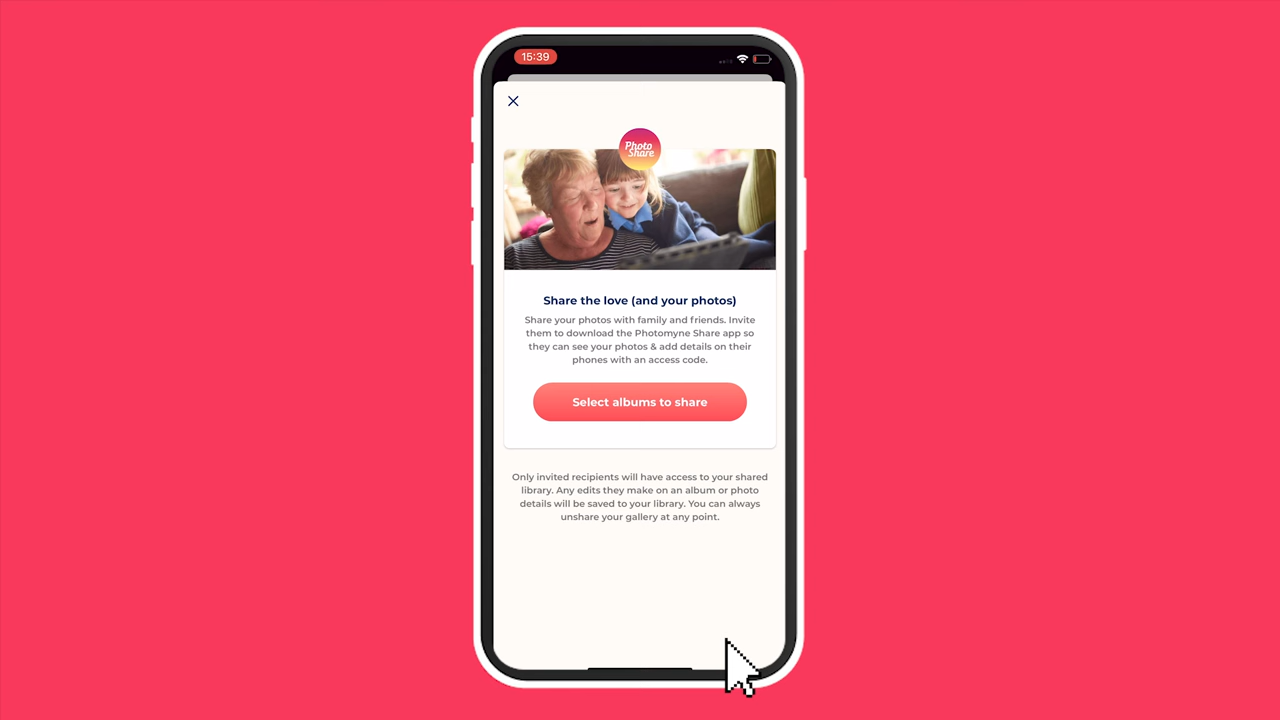 15:39
Photo
Share
Share the love (and your photos)
Share your photos with family and friends. Invite
them to download the Photomyne Share app so
they can see your photos & add details on their
phones with an access code.
Select albums to share
Only invited recipients will have access to your shared
library. Any edits they make on an album or photo
details will be saved to your library. You can always
unshare your gallery at any point.